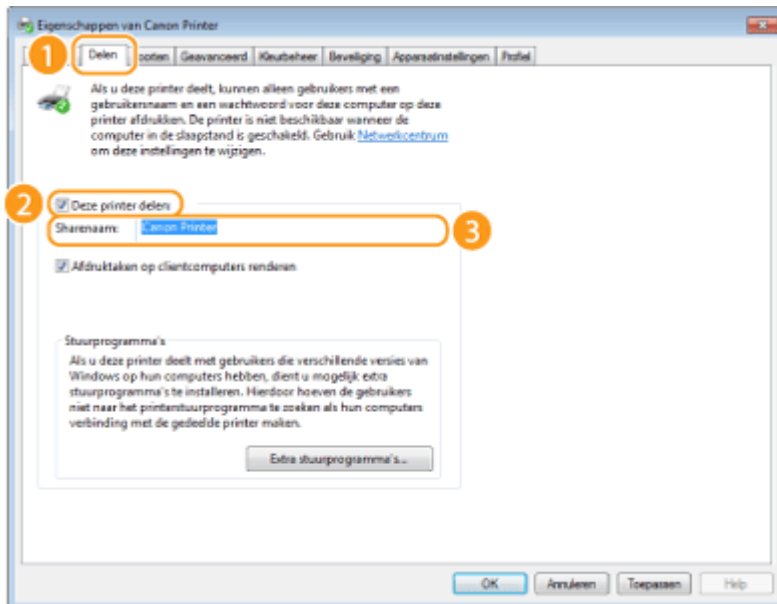 Eigenschappen van Canon Printer
1
Delen
oorten
Geavanceerd
Kleurbeheer
Beveiliging
Apparaatinstellingen
Profiel
Als u deze printer deelt, kunnen alleen gebruikers met een
gebruikersnaam en een wachtwoord voor deze computer op deze
printer afdrukken. De printer is niet beschikbaar wanneer de
computer in de slaapstand is geschakeld. Gebruik Netwerkcentrum
om deze instellingen te wijzigen.
2
Deze printer delen:
Sharenaam: Canon Printer
3
Afdruktaken op clientcomputers renderen
Stuurprogramma's
Als u deze printer deelt met gebruikers die verschillende versies van
Windows op hun computers hebben, dient u mogelijk extra
stuurprogramma's te installeren. Hierdoor hoeven de gebruikers
niet naar het printerstuurprogramma te zoeken als hun computers
verbinding met de gedeelde printer maken.
Extra stuurprogramma's...
OK
Annuleren
Toepassen
Help